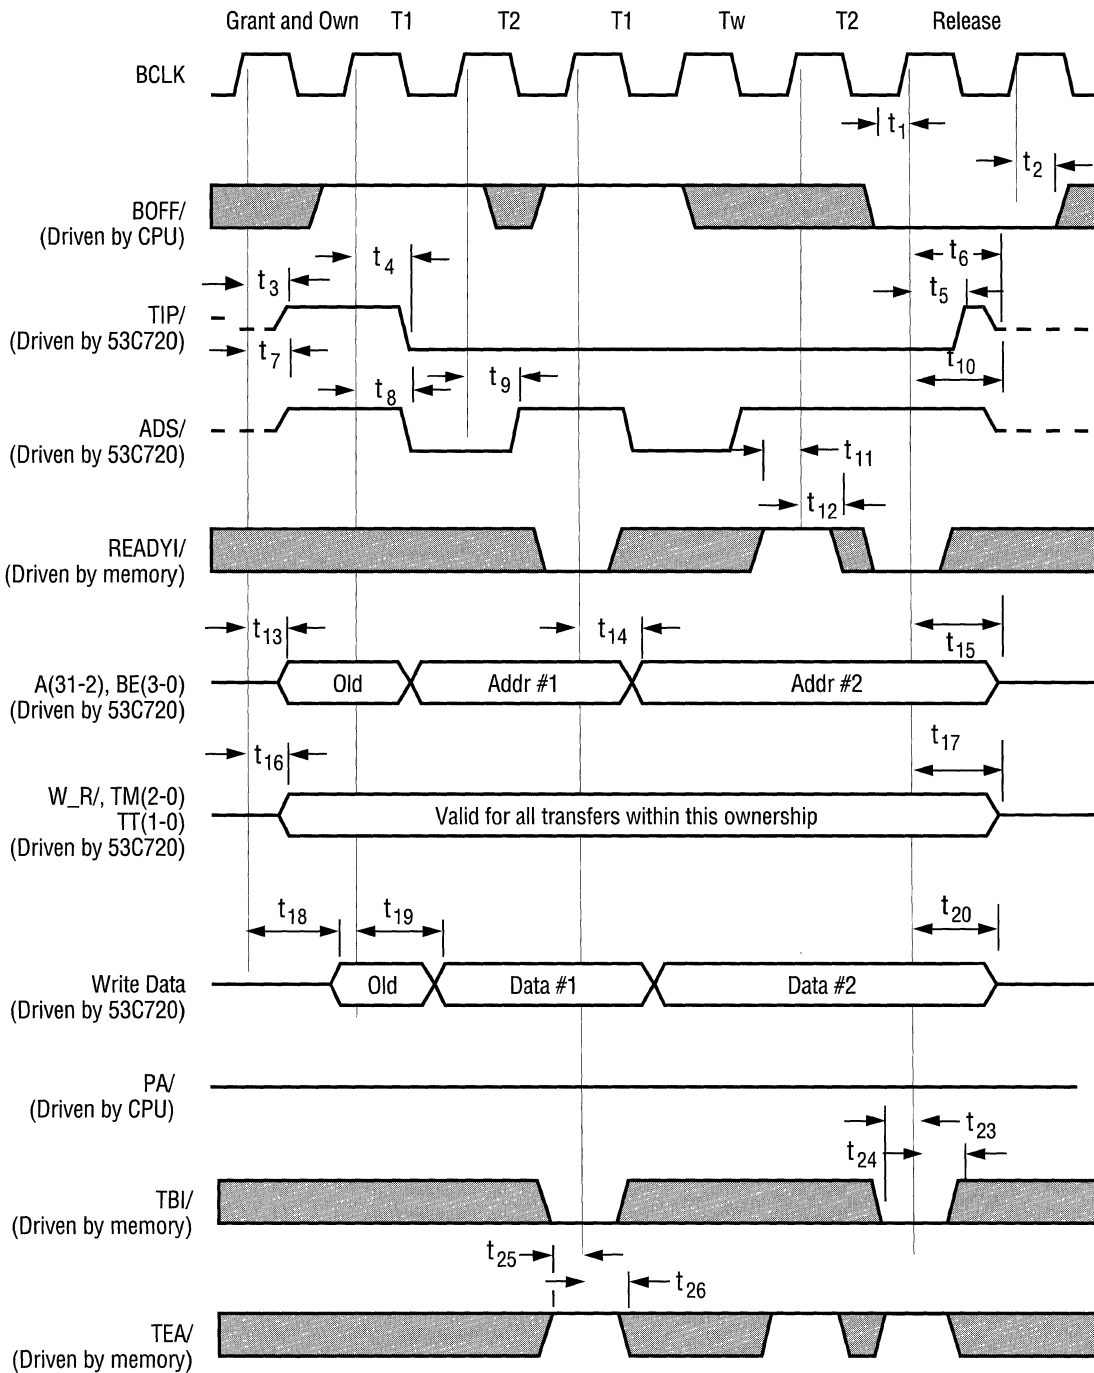 Grant and Own T1 T2 T1 Tw T2 Release
BCLK
t1
t2
BOFF/
(Driven by CPU)
t6
t4
t3
t5
TIP/
(Driven by 53C720)
t7
t10
t8
t9
ADS/
(Driven by 53C720)
t11
t12
READYI/
(Driven by memory)
t13
t14
t15
A(31-2), BE(3-0)
(Driven by 53C720)
Old Addr #1 Addr #2
t16
t17
W_R/, TM(2-0)
TT(1-0)
(Driven by 53C720)
Valid for all transfers within this ownership
t18
t19
t20
Write Data
(Driven by 53C720)
Old Data #1 Data #2
PA/
(Driven by CPU)
t23
t24
TBI/
(Driven by memory)
t25
t26
TEA/
(Driven by memory)